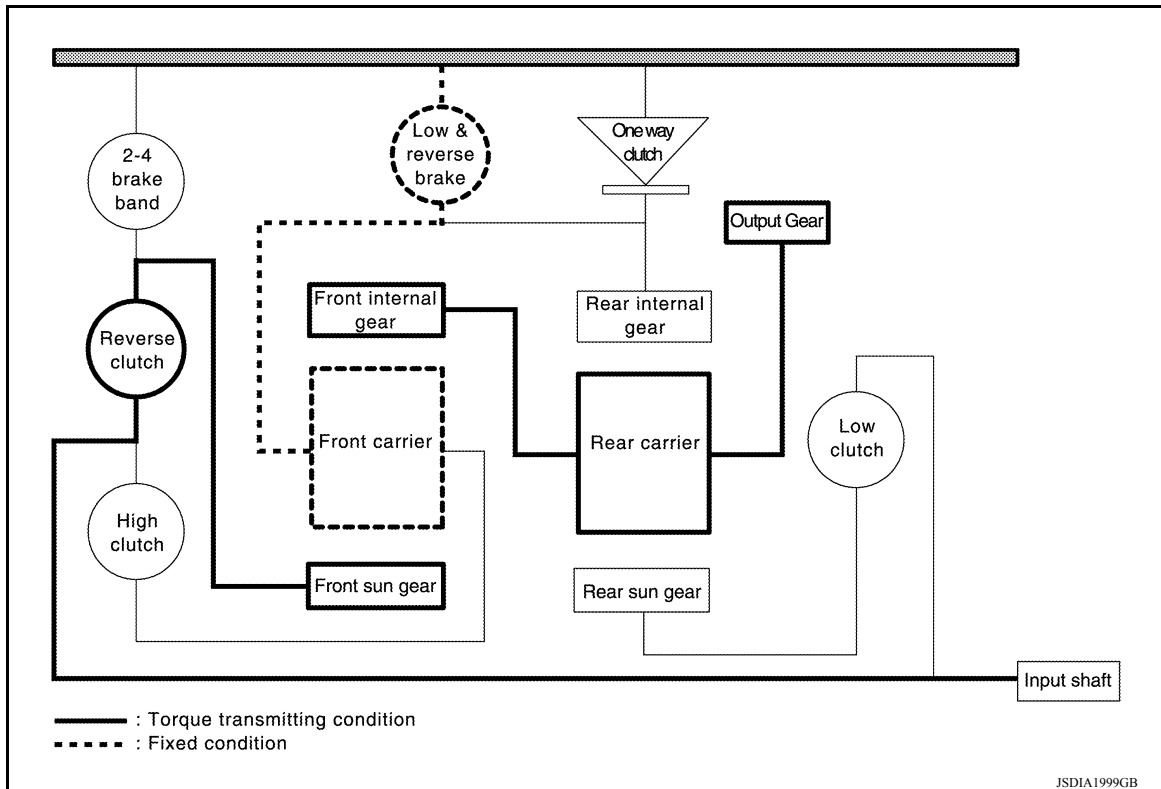 2-4
brake
band
Low &
reverse
brake
One way
clutch
Output Gear
Front internal
gear
Rear internal
gear
Reverse
clutch
Front carrier
Rear carrier
Low
clutch
High
clutch
Front sun gear
Rear sun gear
Input shaft
: Torque transmitting condition
: Fixed condition
JSDIA1999GB